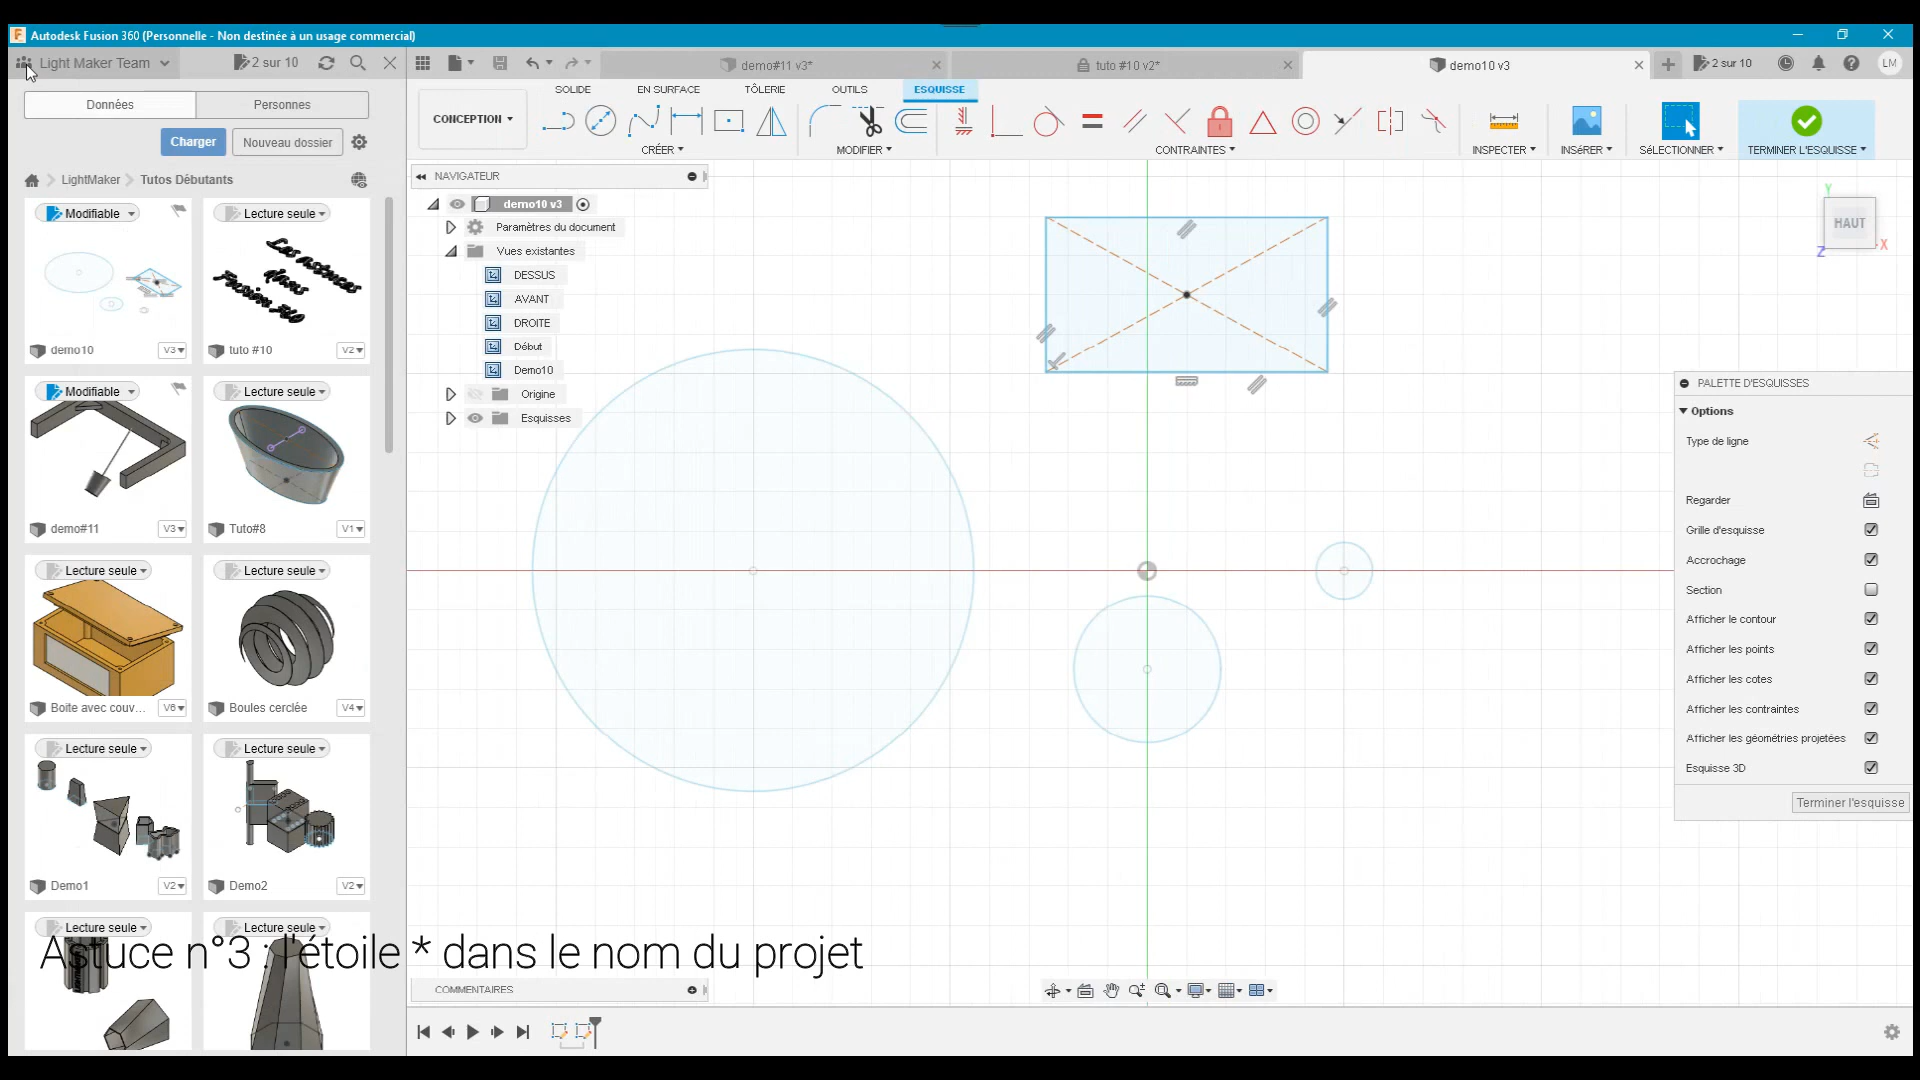 Autodesk Fusion 360 (Personnelle - Non destinée à un usage commercial)
Light Maker Team
2 sur 10
demo#11 v3*
tuto #10 v2*
demo10 v3
2 sur 10
LM
Données
Personnes
Charger
Nouveau dossier
LightMaker
Tutos Débutants
CONCEPTION
SOLIDE
EN SURFACE
TÔLERIE
OUTILS
ESQUISSE
CRÉER
MODIFIER
CONTRAINTES
INSPECTER
INSÉRER
SÉLECTIONNER
TERMINER L'ESQUISSE
NAVIGATEUR
demo10 v3
Paramètres du document
Vues existantes
DESSUS
AVANT
DROITE
Début
Demo10
Origine
Esquisses
Modifiable
Lecture seule
Les astuces
dans
Fusion 360
demo10
V3
tuto #10
V2
Modifiable
Lecture seule
demo#11
V3
Tuto#8
V1
Lecture seule
Lecture seule
Boite avec couv...
V6
Boules cerclée
V4
Lecture seule
Lecture seule
Demo1
V2
Demo2
V2
Lecture seule
Lecture seule
Y
HAUT
X
Z
PALETTE D'ESQUISSES
Options
Type de ligne
Regarder
Grille d'esquisse
Accrochage
Section
Afficher le contour
Afficher les points
Afficher les cotes
Afficher les contraintes
Afficher les géométries projetées
Esquisse 3D
Terminer l'esquisse
Astuce n°3 : l'étoile * dans le nom du projet
COMMENTAIRES